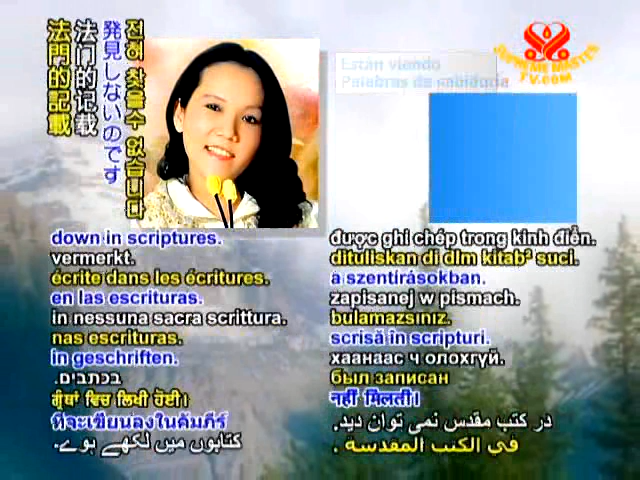 法門的記載
法门的记载
発見しないのです
전혀 찾을수 없습니다
Están viendo
Palabras de sabiduría
SUPREME MASTER
TV.COM
down in scriptures.
vermerkt.
écrite dans les écritures.
en las escrituras.
in nessuna sacra scrittura.
nas escrituras.
in geschriften.
בכתבים.
ਗ੍ਰੰਥਾਂ ਵਿਚ ਲਿਖੀ ਹੋਈ।
ที่จะเขียนลงในคัมภีร์
کتابوں میں لکھے ہوے.
được ghi chép trong kinh điển.
dituliskan di dlm kitab² suci.
a szentírásokban.
zapisanej w pismach.
bulamazsınız.
scrisă în scripturi.
хаанаас ч олохгүй.
был записан
नहीं मिलती।
در کتب مقدس نمی توان دید.
في الكتب المقدسة .